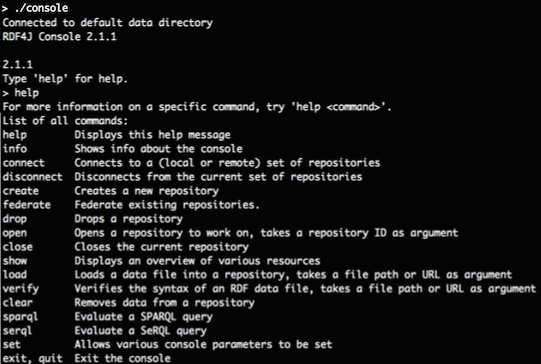 > ./console
Connected to default data directory
RDF4J Console 2.1.1
2.1.1
Type 'help' for help.
> help
For more information on a specific command, try 'help <command>'.
List of all commands:
help Displays this help message
info Shows info about the console
connect Connects to a (local or remote) set of repositories
disconnect Disconnects from the current set of repositories
create Creates a new repository
federate Federate existing repositories.
drop Drops a repository
open Opens a repository to work on, takes a repository ID as argument
close Closes the current repository
show Displays an overview of various resources
load Loads a data file into a repository, takes a file path or URL as argument
verify Verifies the syntax of an RDF data file, takes a file path or URL as argument
clear Removes data from a repository
sparql Evaluate a SPARQL query
serql Evaluate a SeRQL query
set Allows various console parameters to be set
exit, quit Exit the console